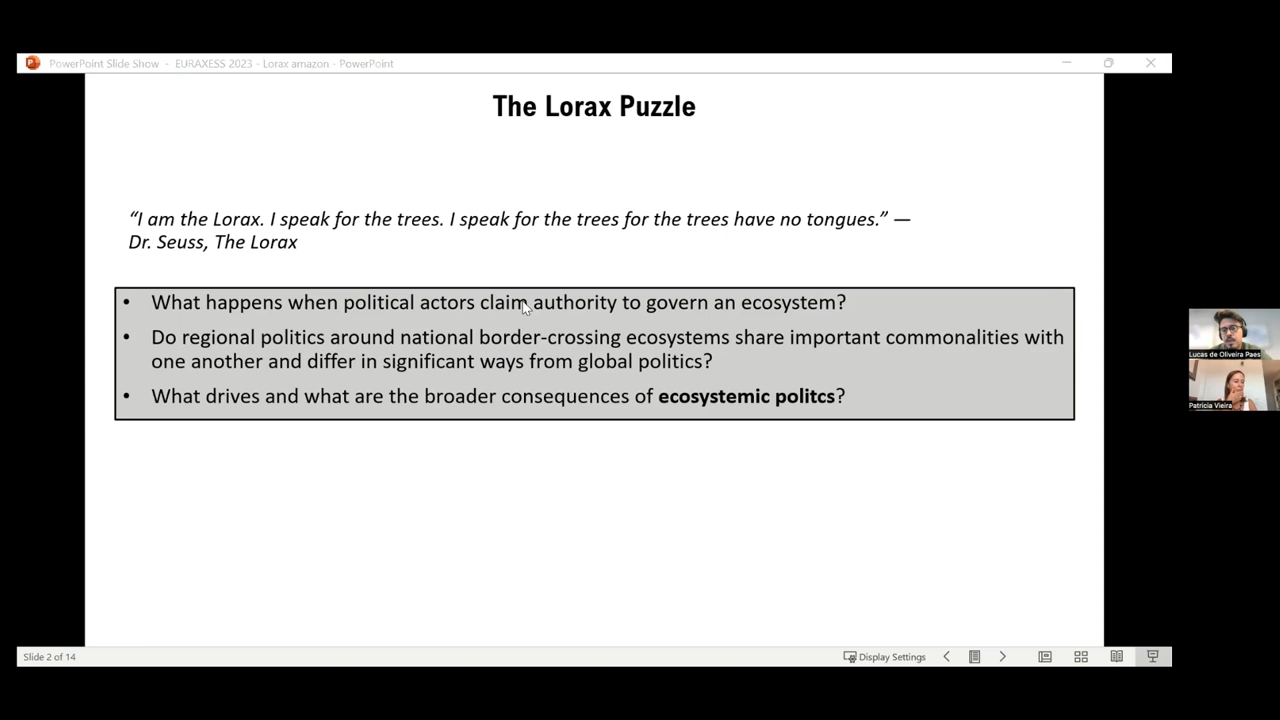 PowerPoint Slide Show - EURAXESS 2023 - Lorax amazon - PowerPoint
The Lorax Puzzle
“I am the Lorax. I speak for the trees. I speak for the trees for the trees have no tongues.” —
Dr. Seuss, The Lorax
• What happens when political actors claim authority to govern an ecosystem?
• Do regional politics around national border-crossing ecosystems share important commonalities with
one another and differ in significant ways from global politics?
• What drives and what are the broader consequences of ecosystemic politcs?
Lucas de Oliveira Paes
Patrícia Vieira
Slide 2 of 14
Display Settings